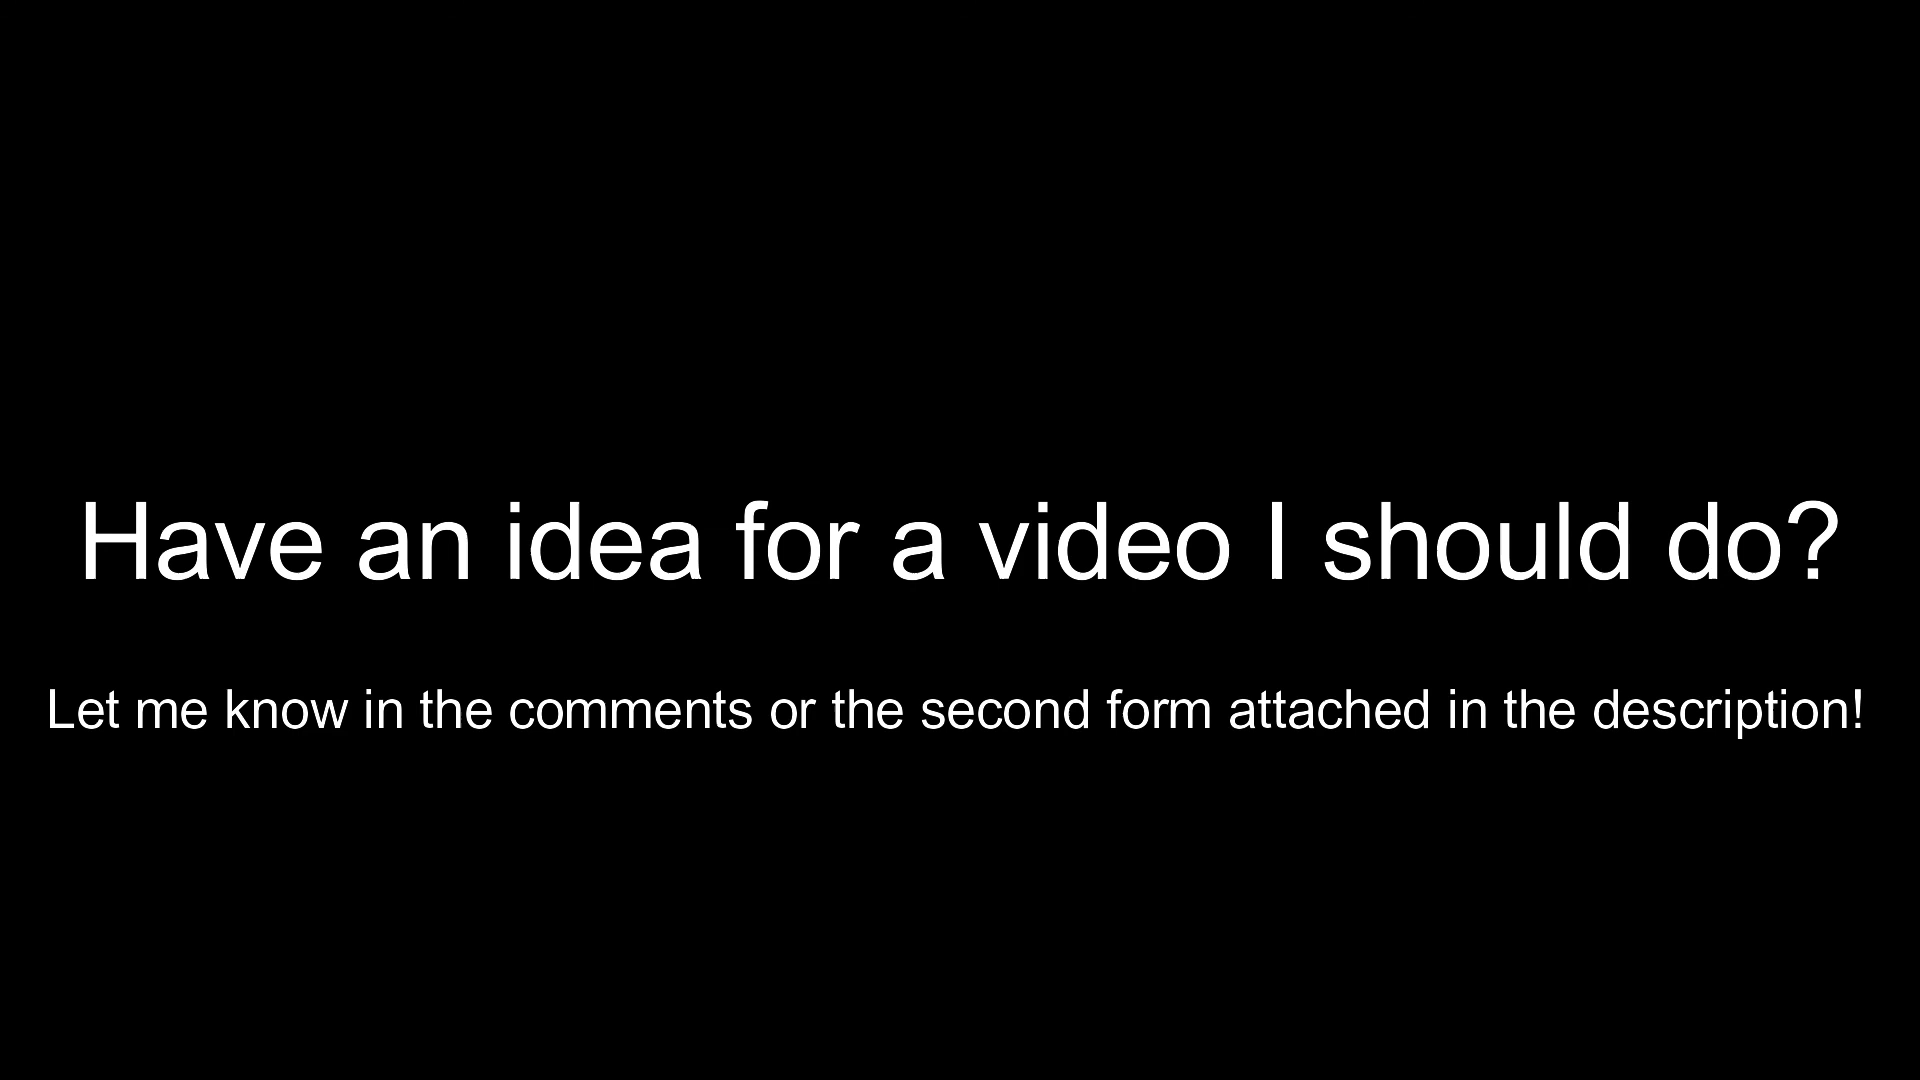 Have an idea for a video I should do?
Let me know in the comments or the second form attached in the description!